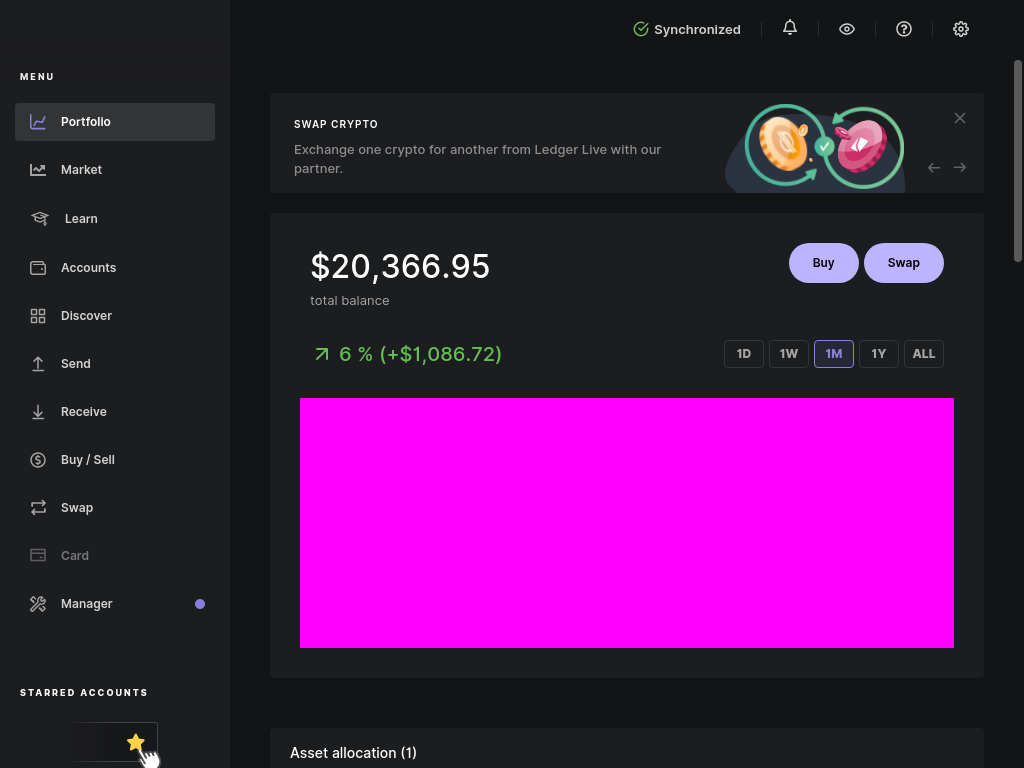 Synchronized
MENU
Portfolio
Market
Learn
Accounts
Discover
Send
Receive
Buy / Sell
Swap
Card
Manager
STARRED ACCOUNTS
SWAP CRYPTO
Exchange one crypto for another from Ledger Live with our
partner.
$20,366.95
total balance
Buy
Swap
6 % (+$1,086.72)
1D
1W
1M
1Y
ALL
Asset allocation (1)